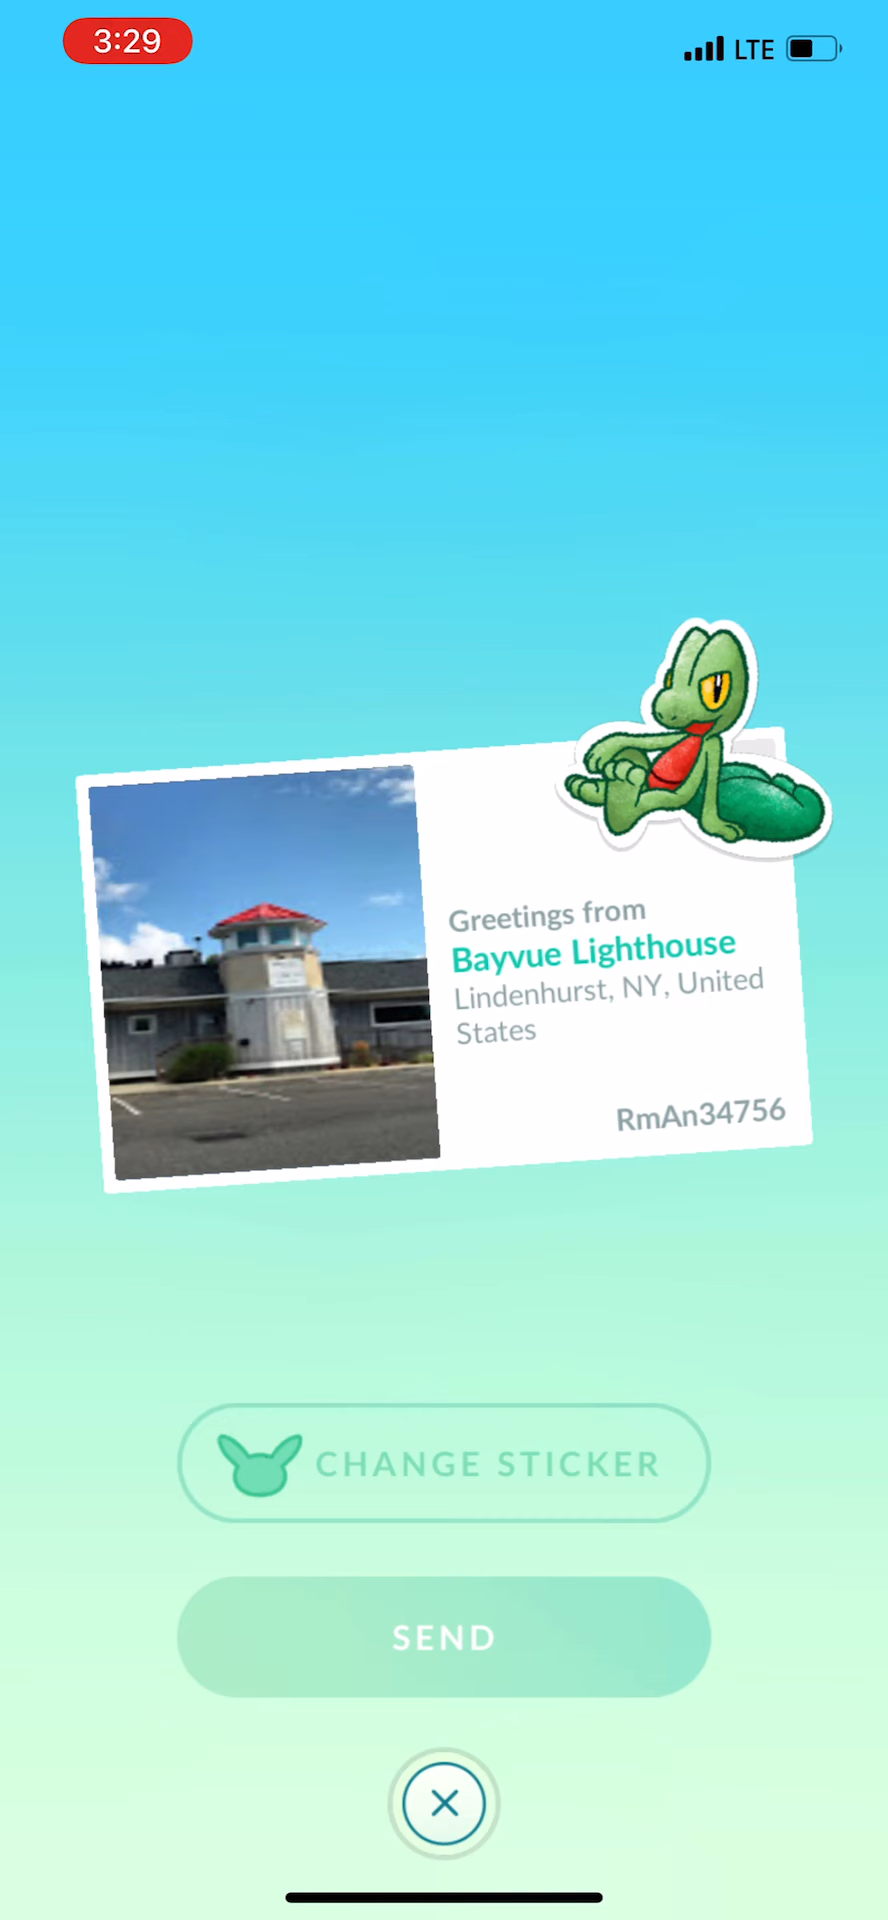 3:29
LTE
Greetings from
Bayvue Lighthouse
Lindenhurst, NY, United
States
RmAn34756
CHANGE STICKER
SEND